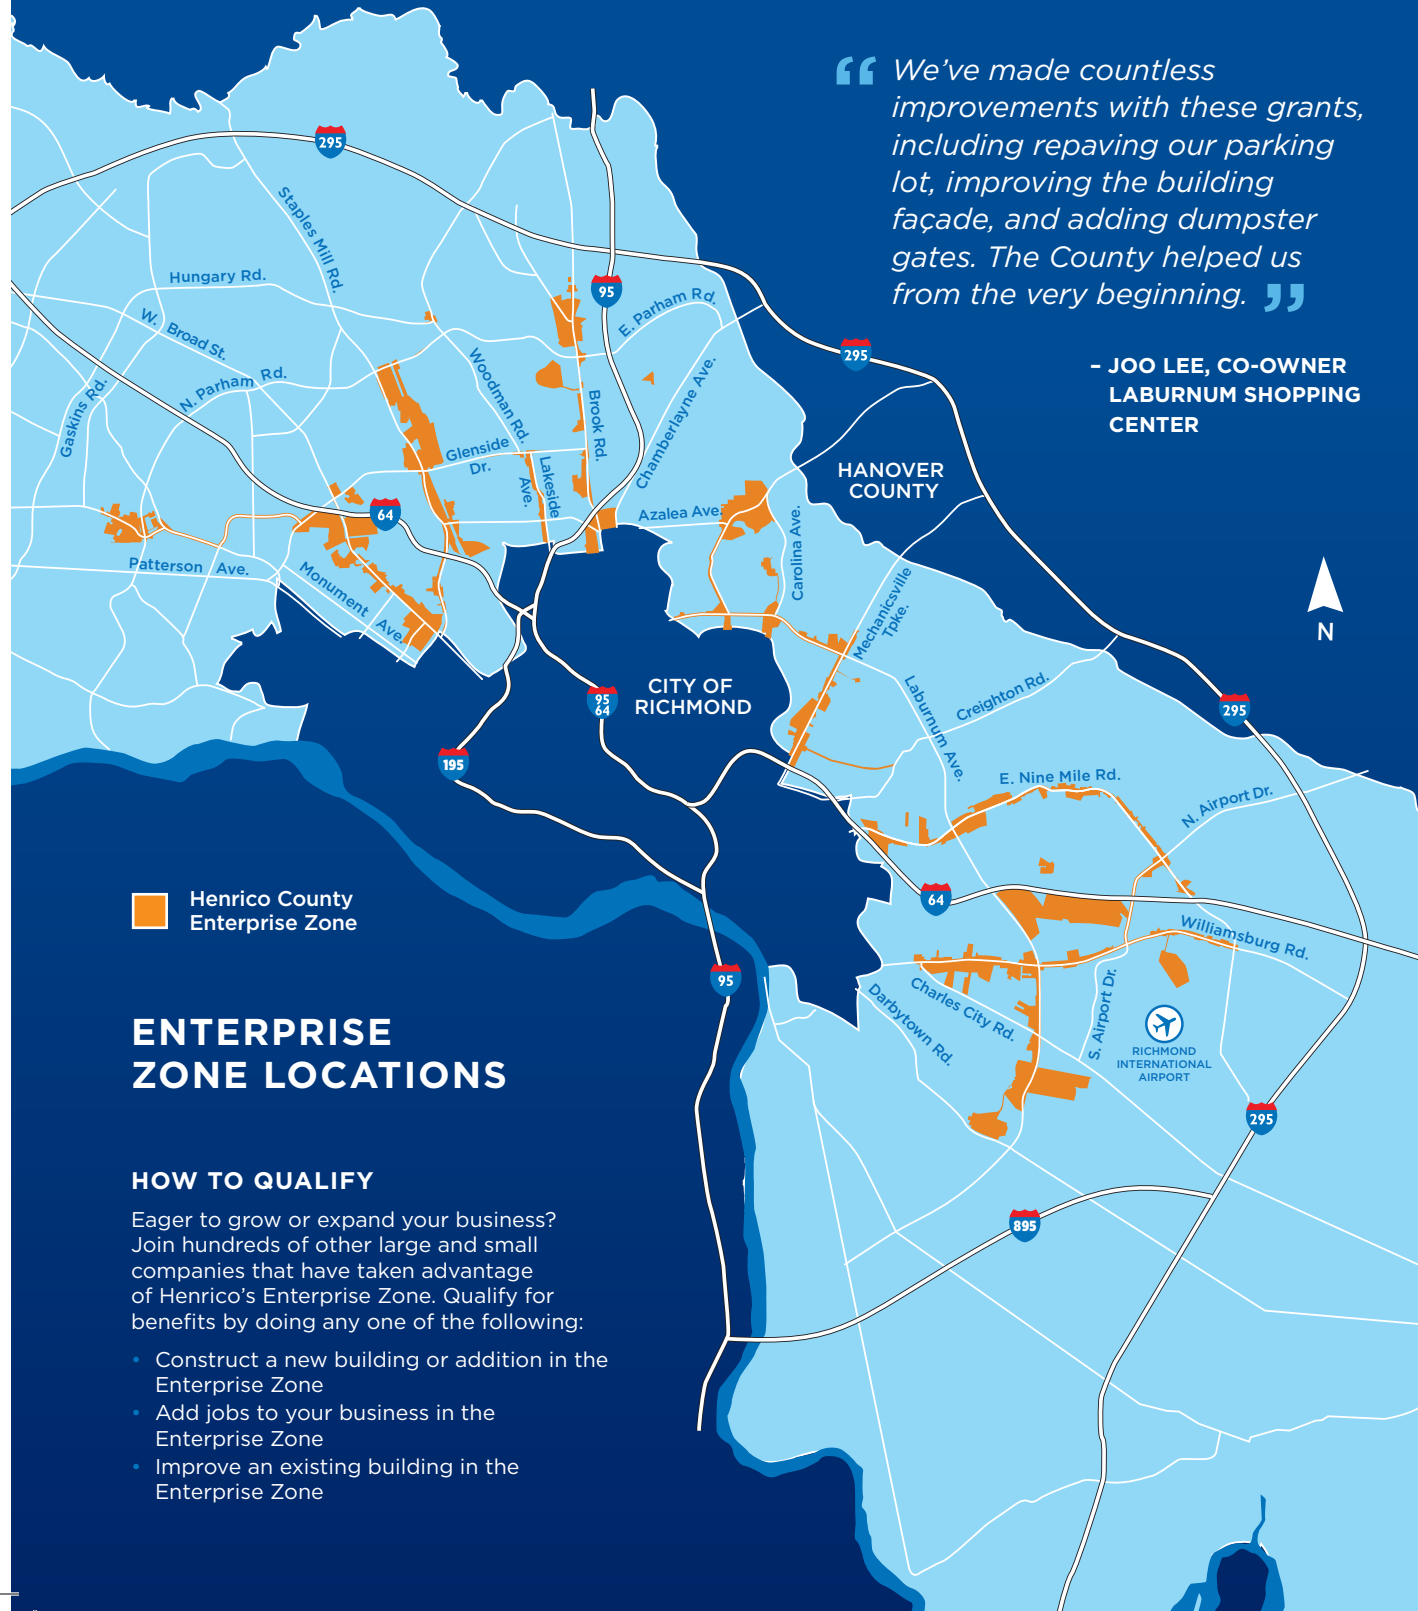 “ We’ve made countless
improvements with these grants,
including repaving our parking
lot, improving the building
façade, and adding dumpster
gates. The County helped us
from the very beginning. ”
– JOO LEE, CO-OWNER
LABURNUM SHOPPING
CENTER
295
Staples Mill Rd.
Hungary Rd.
95
E. Parham Rd.
W. Broad St.
295
N. Parham Rd.
Woodman Rd.
Gaskins Rd.
Brook Rd.
Chamberlayne Ave.
Glenside
Dr.
Lakeside
Ave.
HANOVER
COUNTY
64
Azalea Ave.
Carolina Ave.
Patterson Ave.
Monument Ave.
Mechanicsville
Tpke.
N
CITY OF
RICHMOND
95
64
Laburnum Ave.
Creighton Rd.
295
195
E. Nine Mile Rd.
N. Airport Dr.
64
Henrico County
Enterprise Zone
Williamsburg Rd.
95
Charles City Rd.
Darbytown Rd.
S. Airport Dr.
RICHMOND
INTERNATIONAL
AIRPORT
ENTERPRISE
ZONE LOCATIONS
295
895
HOW TO QUALIFY
Eager to grow or expand your business?
Join hundreds of other large and small
companies that have taken advantage
of Henrico’s Enterprise Zone. Qualify for
benefits by doing any one of the following:
• Construct a new building or addition in the
Enterprise Zone
• Add jobs to your business in the
Enterprise Zone
• Improve an existing building in the
Enterprise Zone